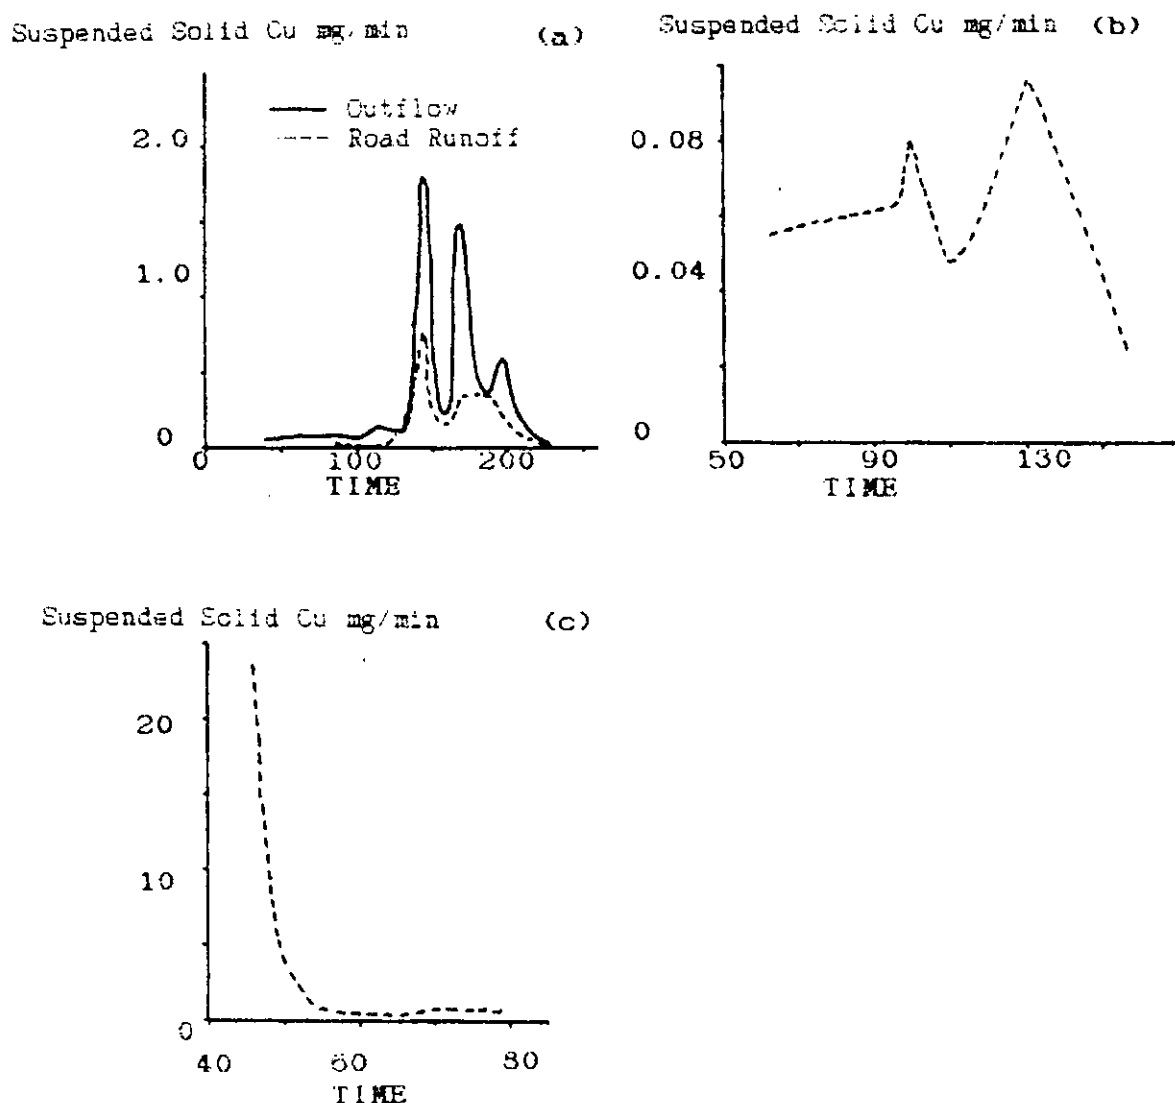 Suspended Solid Cu mg/min (a)
Outflow
Road Runoff
2.0
1.0
0
0 100 200
TIME
Suspended Solid Cu mg/min (b)
0.08
0.04
0
50 90 130
TIME
Suspended Solid Cu mg/min (c)
20
10
0
40 60 80
TIME